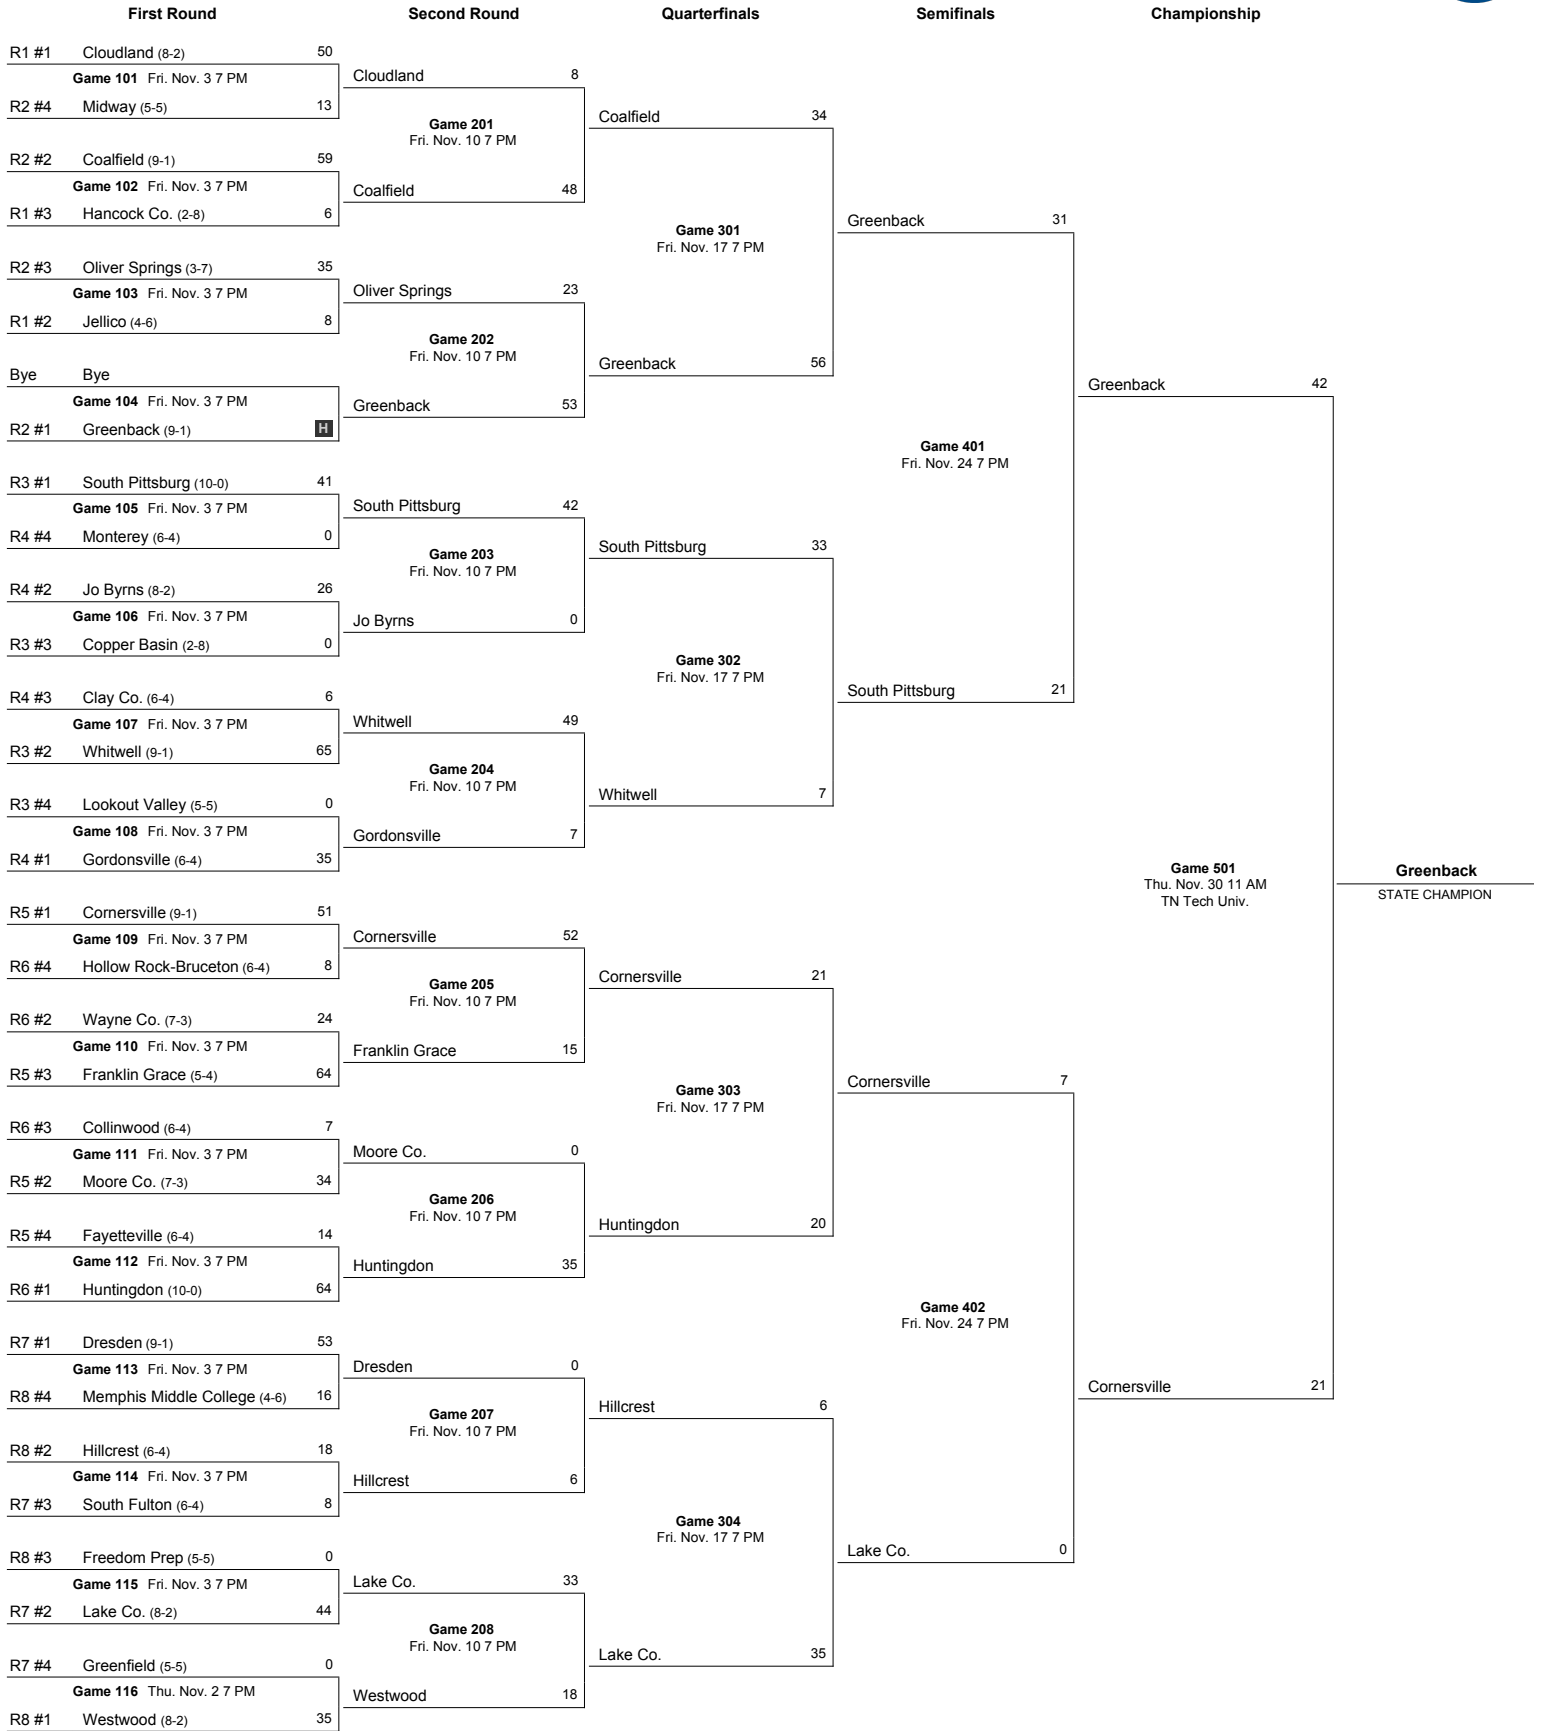 First Round
Second Round
Quarterfinals
Semifinals
Championship
R1 #1 Cloudland (8-2) 50
Game 101 Fri. Nov. 3 7 PM
R2 #4 Midway (5-5) 13
R2 #2 Coalfield (9-1) 59
Game 102 Fri. Nov. 3 7 PM
R1 #3 Hancock Co. (2-8) 6
R2 #3 Oliver Springs (3-7) 35
Game 103 Fri. Nov. 3 7 PM
R1 #2 Jellico (4-6) 8
Bye Bye
Game 104 Fri. Nov. 3 7 PM
R2 #1 Greenback (9-1) H
R3 #1 South Pittsburg (10-0) 41
Game 105 Fri. Nov. 3 7 PM
R4 #4 Monterey (6-4) 0
R4 #2 Jo Byrns (8-2) 26
Game 106 Fri. Nov. 3 7 PM
R3 #3 Copper Basin (2-8) 0
R4 #3 Clay Co. (6-4) 6
Game 107 Fri. Nov. 3 7 PM
R3 #2 Whitwell (9-1) 65
R3 #4 Lookout Valley (5-5) 0
Game 108 Fri. Nov. 3 7 PM
R4 #1 Gordonsville (6-4) 35
R5 #1 Cornersville (9-1) 51
Game 109 Fri. Nov. 3 7 PM
R6 #4 Hollow Rock-Bruceton (6-4) 8
R6 #2 Wayne Co. (7-3) 24
Game 110 Fri. Nov. 3 7 PM
R5 #3 Franklin Grace (5-4) 64
R6 #3 Collinwood (6-4) 7
Game 111 Fri. Nov. 3 7 PM
R5 #2 Moore Co. (7-3) 34
R5 #4 Fayetteville (6-4) 14
Game 112 Fri. Nov. 3 7 PM
R6 #1 Huntingdon (10-0) 64
R7 #1 Dresden (9-1) 53
Game 113 Fri. Nov. 3 7 PM
R8 #4 Memphis Middle College (4-6) 16
R8 #2 Hillcrest (6-4) 18
Game 114 Fri. Nov. 3 7 PM
R7 #3 South Fulton (6-4) 8
R8 #3 Freedom Prep (5-5) 0
Game 115 Fri. Nov. 3 7 PM
R7 #2 Lake Co. (8-2) 44
R7 #4 Greenfield (5-5) 0
Game 116 Thu. Nov. 2 7 PM
R8 #1 Westwood (8-2) 35
Cloudland 8
Game 201
Fri. Nov. 10 7 PM
Coalfield 48
Oliver Springs 23
Game 202
Fri. Nov. 10 7 PM
Greenback 53
South Pittsburg 42
Game 203
Fri. Nov. 10 7 PM
Jo Byrns 0
Whitwell 49
Game 204
Fri. Nov. 10 7 PM
Gordonsville 7
Cornersville 52
Game 205
Fri. Nov. 10 7 PM
Franklin Grace 15
Moore Co. 0
Game 206
Fri. Nov. 10 7 PM
Huntingdon 35
Dresden 0
Game 207
Fri. Nov. 10 7 PM
Hillcrest 6
Lake Co. 33
Game 208
Fri. Nov. 10 7 PM
Westwood 18
Coalfield 34
Game 301
Fri. Nov. 17 7 PM
Greenback 56
South Pittsburg 33
Game 302
Fri. Nov. 17 7 PM
Whitwell 7
Cornersville 21
Game 303
Fri. Nov. 17 7 PM
Huntingdon 20
Hillcrest 6
Game 304
Fri. Nov. 17 7 PM
Lake Co. 35
Greenback 31
Game 401
Fri. Nov. 24 7 PM
South Pittsburg 21
Cornersville 7
Game 402
Fri. Nov. 24 7 PM
Lake Co. 0
Greenback 42
Game 501
Thu. Nov. 30 11 AM
TN Tech Univ.
Cornersville 21
Greenback
STATE CHAMPION